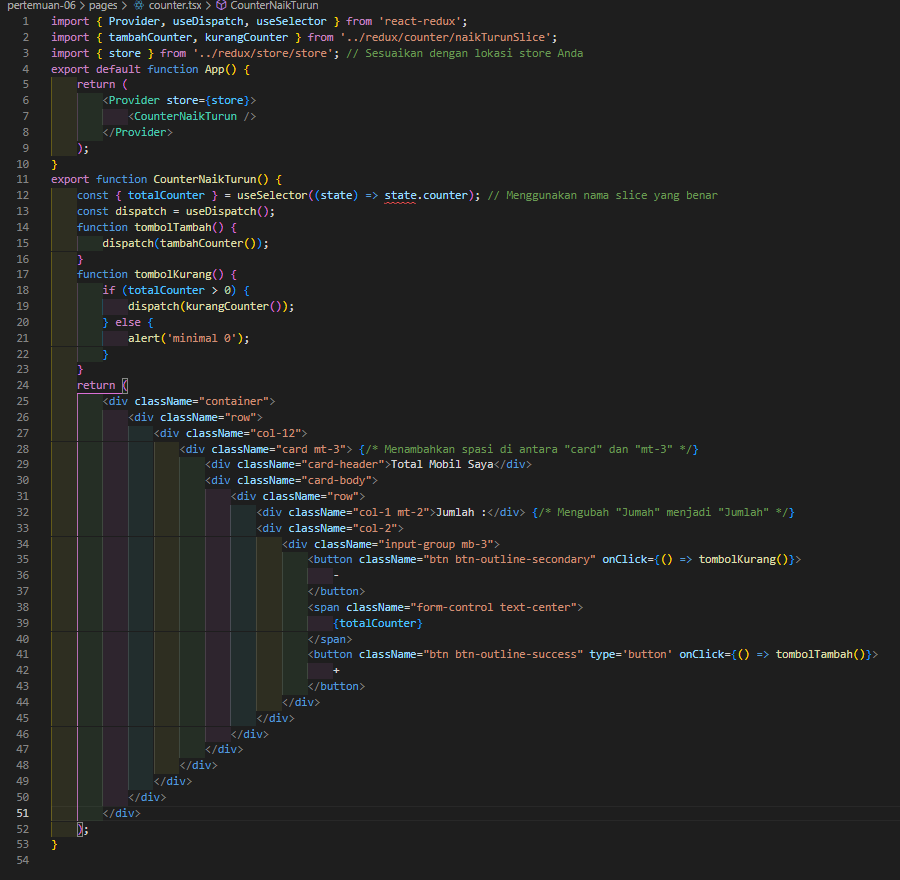 pertemuan-06 > pages > counter.tsx > CounterNaikTurun
1 import { Provider, useDispatch, useSelector } from 'react-redux';
2 import { tambahCounter, kurangCounter } from '../redux/counter/naikTurunSlice';
3 import { store } from '../redux/store/store'; // Sesuaikan dengan lokasi store Anda
4 export default function App() {
5 return (
6 <Provider store={store}>
7 <CounterNaikTurun />
8 </Provider>
9 );
10 }
11 export function CounterNaikTurun() {
12 const { totalCounter } = useSelector((state) => state.counter); // Menggunakan nama slice yang benar
13 const dispatch = useDispatch();
14 function tombolTambah() {
15 dispatch(tambahCounter());
16 }
17 function tombolKurang() {
18 if (totalCounter > 0) {
19 dispatch(kurangCounter());
20 } else {
21 alert('minimal 0');
22 }
23 }
24 return (
25 <div className="container">
26 <div className="row">
27 <div className="col-12">
28 <div className="card mt-3"> {/* Menambahkan spasi di antara "card" dan "mt-3" */}
29 <div className="card-header">Total Mobil Saya</div>
30 <div className="card-body">
31 <div className="row">
32 <div className="col-1 mt-2">Jumlah :</div> {/* Mengubah "Jumah" menjadi "Jumlah" */}
33 <div className="col-2">
34 <div className="input-group mb-3">
35 <button className="btn btn-outline-secondary" onClick={() => tombolKurang()}>
36 -
37 </button>
38 <span className="form-control text-center">
39 {totalCounter}
40 </span>
41 <button className="btn btn-outline-success" type='button' onClick={() => tombolTambah()}>
42 +
43 </button>
44 </div>
45 </div>
46 </div>
47 </div>
48 </div>
49 </div>
50 </div>
51 </div>
52 );
53 }
54